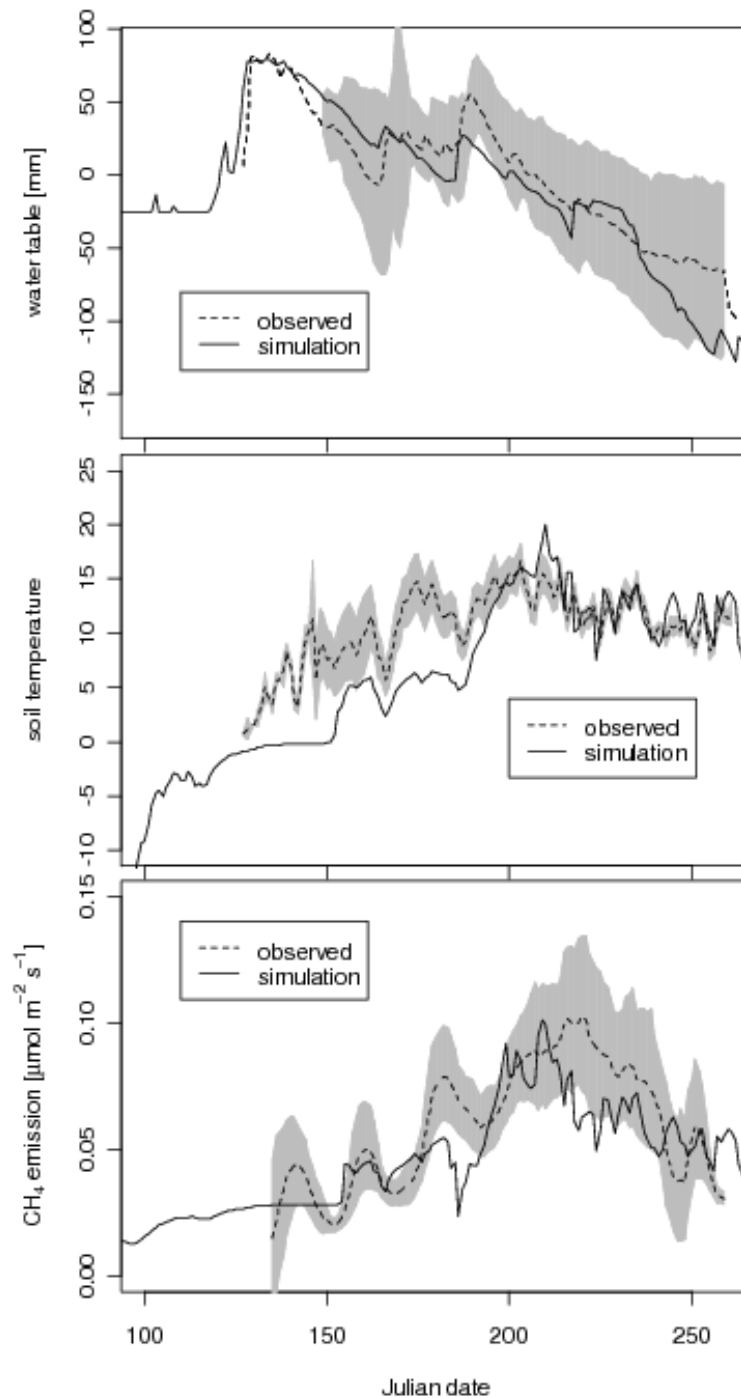 water table [mm]
100
50
0
-50
-100
-150
observed
simulation
soil temperature
25
20
15
10
5
0
-5
-10
observed
simulation
CH₄ emission [μmol m⁻² s⁻¹]
0.15
0.10
0.05
0.00
observed
simulation
100 150 200 250
Julian date